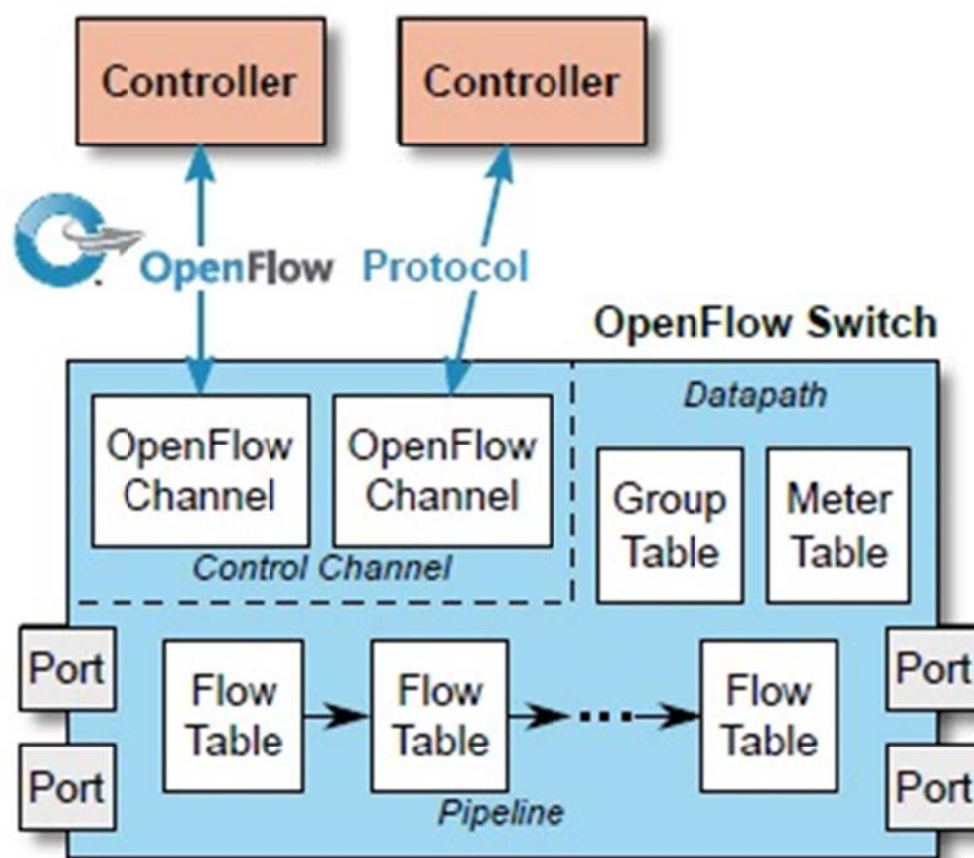 Controller
Controller
OpenFlow Protocol
OpenFlow Switch
Datapath
OpenFlow
Channel
OpenFlow
Channel
Group
Table
Meter
Table
Control Channel
Port
Port
Flow
Table
Flow
Table
...
Flow
Table
Port
Port
Pipeline